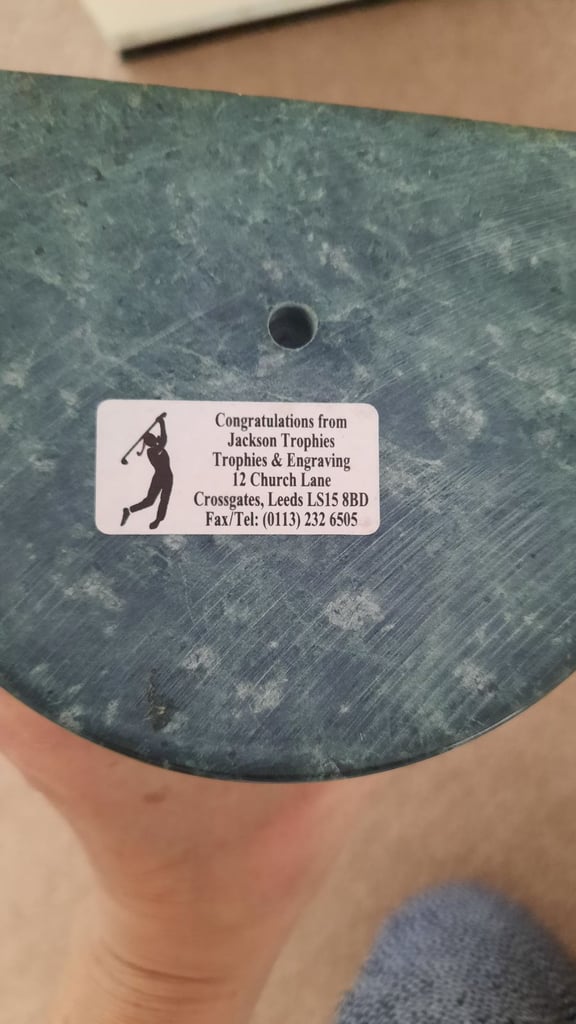 Congratulations from
Jackson Trophies
Trophies & Engraving
12 Church Lane
Crossgates, Leeds LS15 8BD
Fax/Tel: (0113) 232 6505